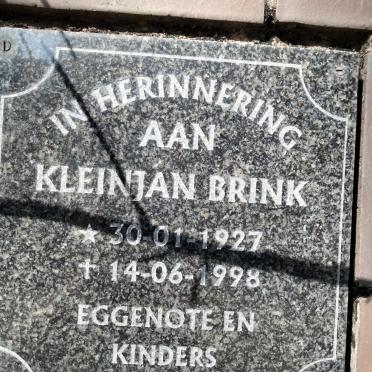 D
IN HERINNERING
AAN
KLEINJAN BRINK
★ 30-01-1927
✝ 14-06-1998
EGGENOTE EN
KINDERS